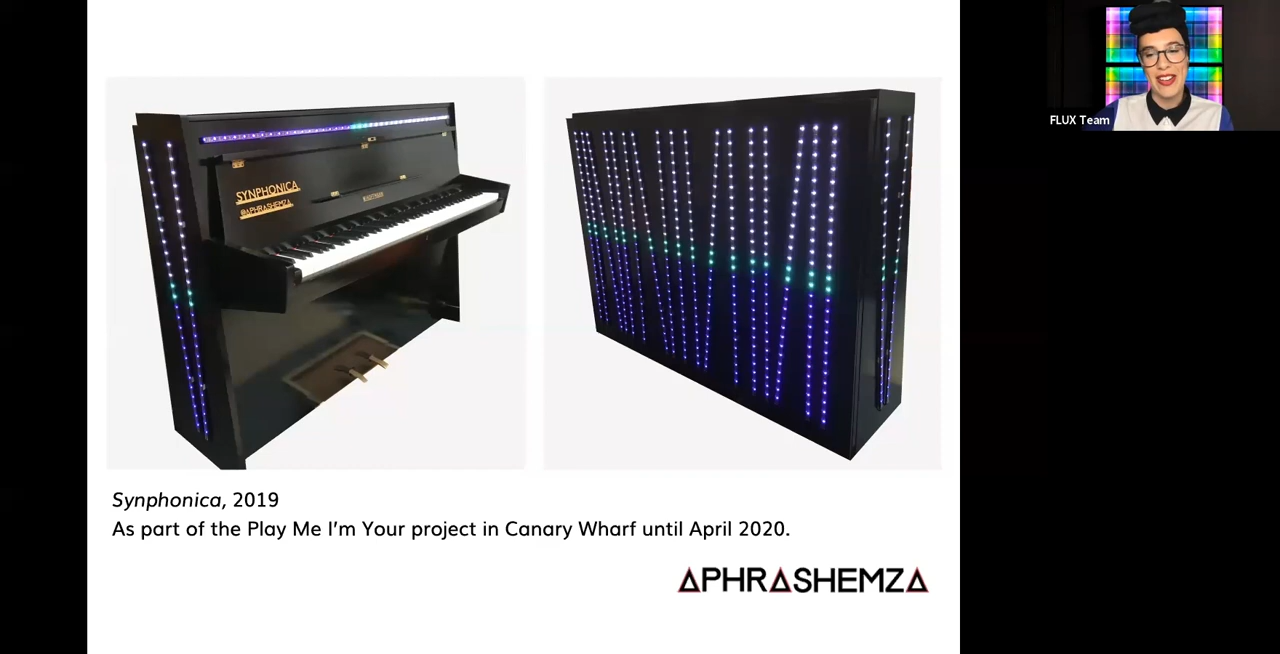 FLUX Team
SYNPHONICA
@APHRASHEMZA
Synphonica, 2019
As part of the Play Me I'm Your project in Canary Wharf until April 2020.
APHRASHEMZA